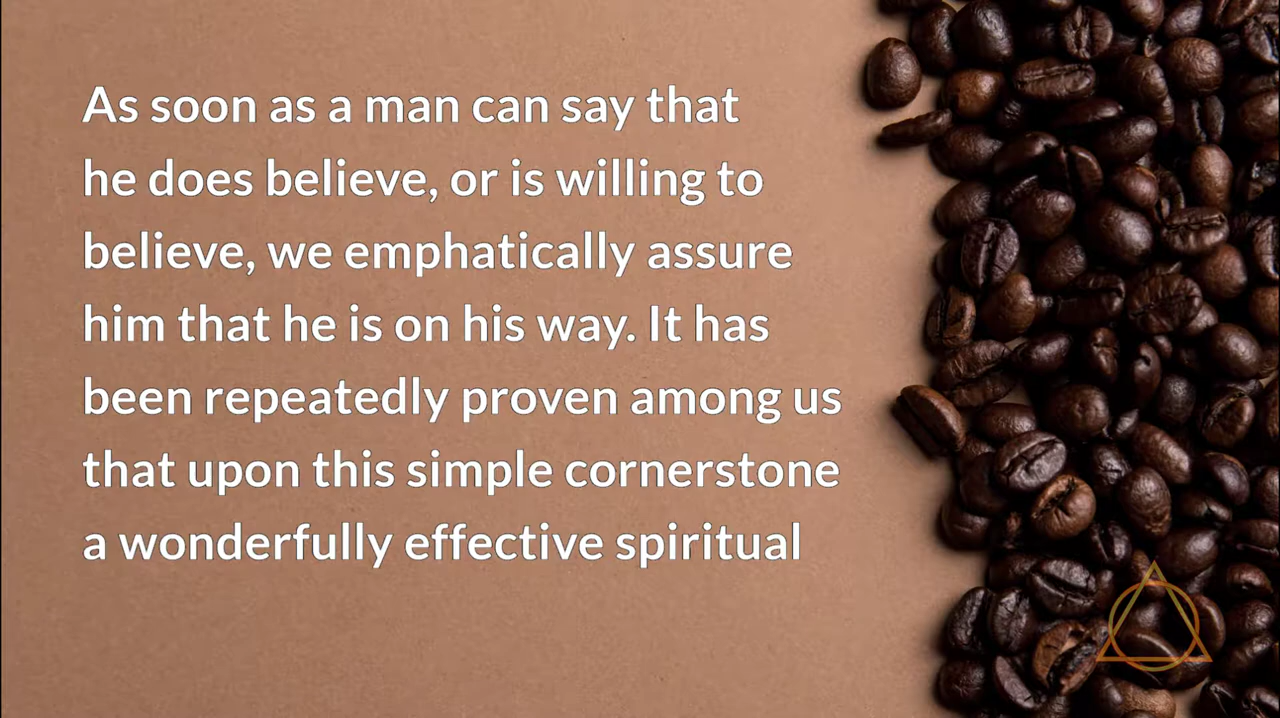 As soon as a man can say that
he does believe, or is willing to
believe, we emphatically assure
him that he is on his way. It has
been repeatedly proven among us
that upon this simple cornerstone
a wonderfully effective spiritual